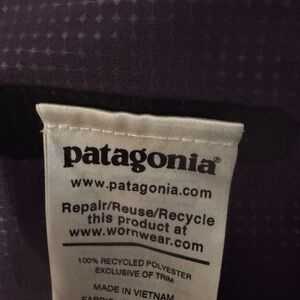 patagonia®
www.patagonia.com
Repair/Reuse/Recycle
this product at
www.wornwear.com
100% RECYCLED POLYESTER
EXCLUSIVE OF TRIM
MADE IN VIETNAM